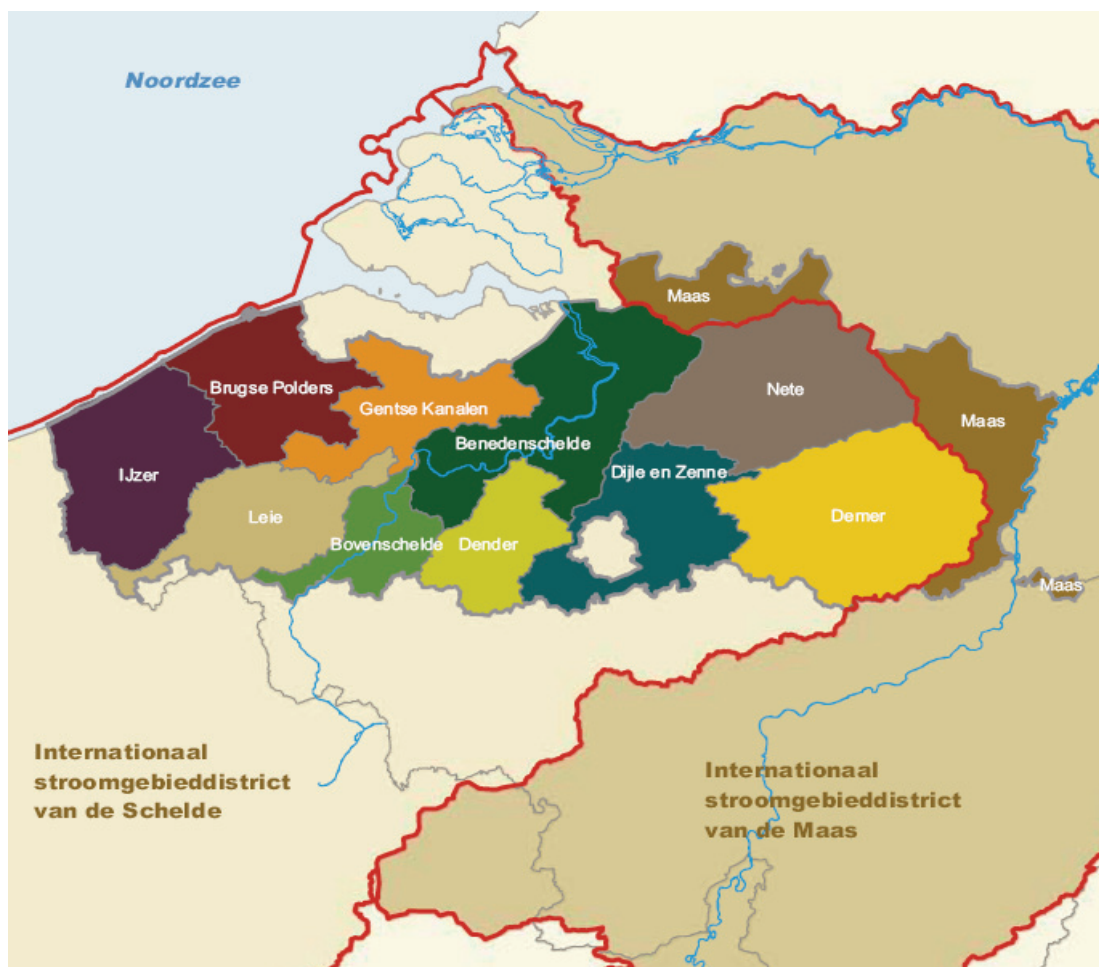 Noordzee
Maas
Brugse Polders
Nete
Gentse Kanalen
Maas
Benedenschelde
IJzer
Dijle en Zenne
Leie
Demer
Bovenschelde
Dender
Maas
Internationaal
stroomgebieddistrict
van de Schelde
Internationaal
stroomgebieddistrict
van de Maas